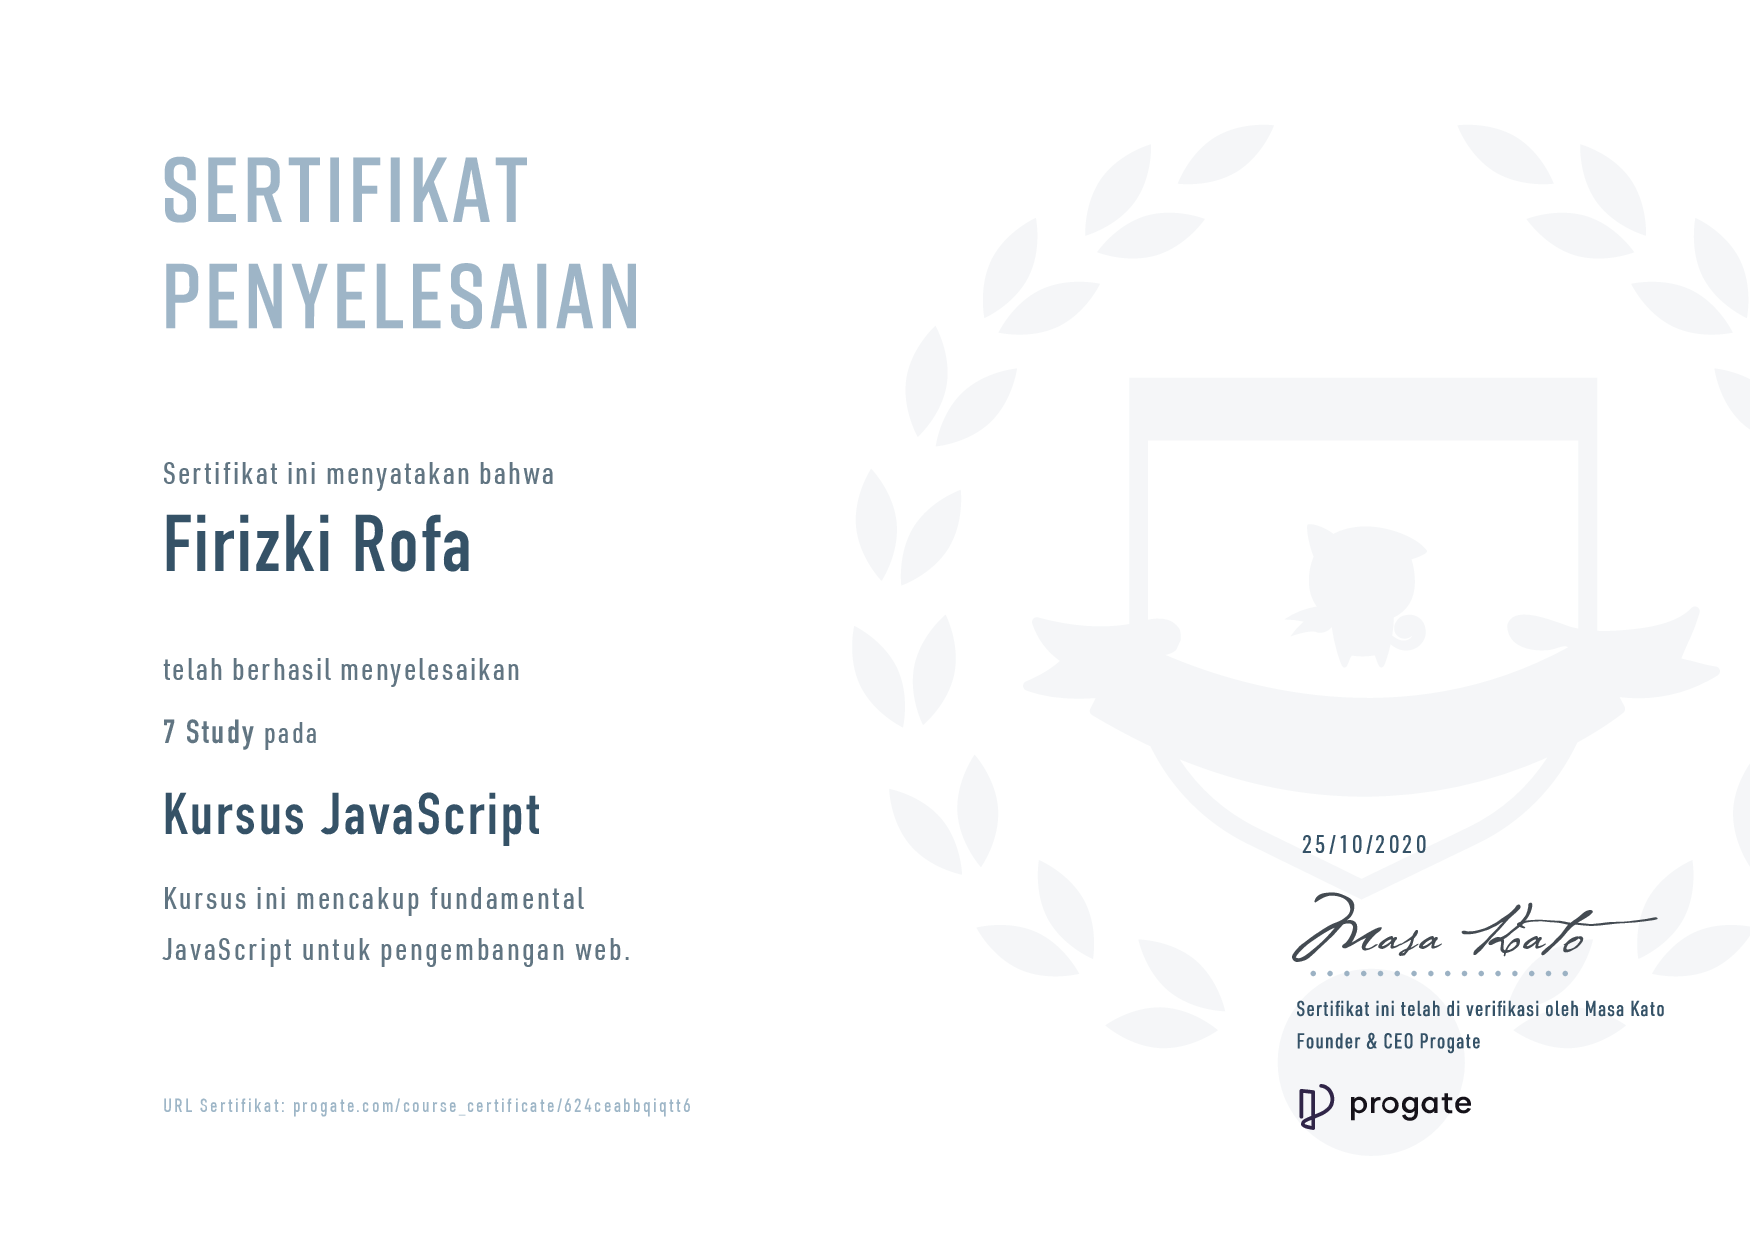 SERTIFIKAT
PENYELESAIAN
Sertifikat ini menyatakan bahwa
Firizki Rofa
telah berhasil menyelesaikan
7 Study pada
Kursus JavaScript
Kursus ini mencakup fundamental
JavaScript untuk pengembangan web.
URL Sertifikat: progate.com/course_certificate/624ceabbqiqtt6
25/10/2020
Masa Kato
Sertifikat ini telah di verifikasi oleh Masa Kato
Founder & CEO Progate
progate